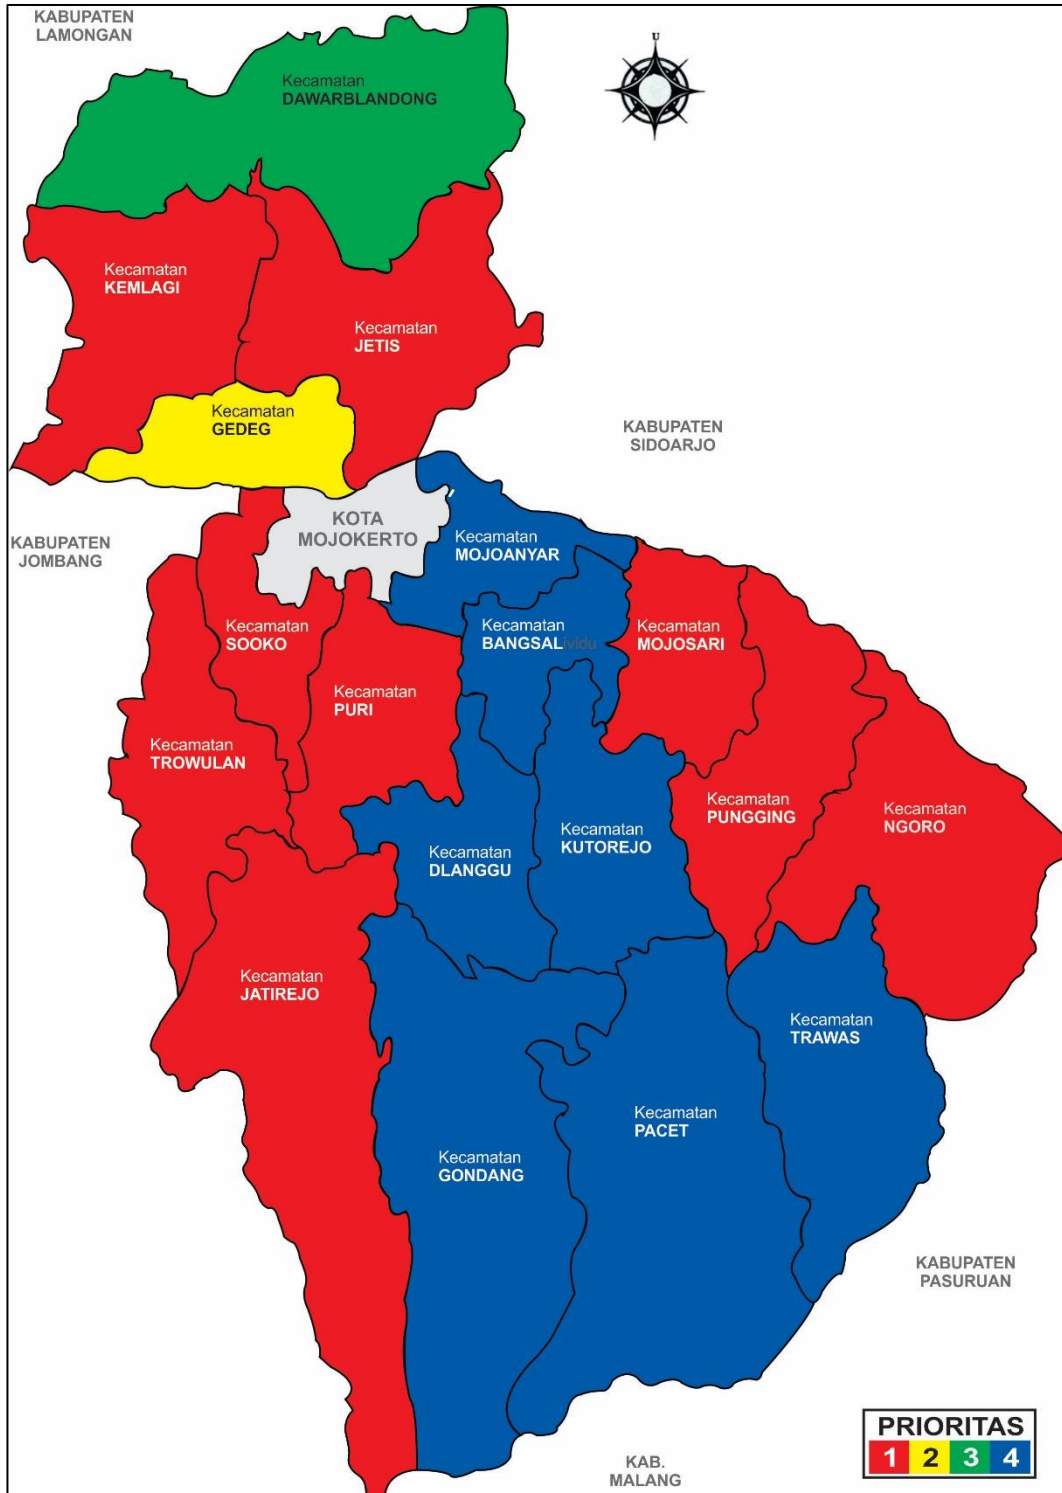 KABUPATEN
LAMONGAN
U
Kecamatan
DAWARBLANDONG
Kecamatan
KEMLAGI
Kecamatan
JETIS
Kecamatan
GEDEG
KABUPATEN
SIDOARJO
KOTA
MOJOKERTO
KABUPATEN
JOMBANG
Kecamatan
MOJOANYAR
Kecamatan
SOOKO
Kecamatan
BANGSALividu
Kecamatan
MOJOSARI
Kecamatan
PURI
Kecamatan
TROWULAN
Kecamatan
PUNGGING
Kecamatan
NGORO
Kecamatan
KUTOREJO
Kecamatan
DLANGGU
Kecamatan
JATIREJO
Kecamatan
TRAWAS
Kecamatan
PACET
Kecamatan
GONDANG
KABUPATEN
PASURUAN
KAB.
MALANG
PRIORITAS
1 2 3 4